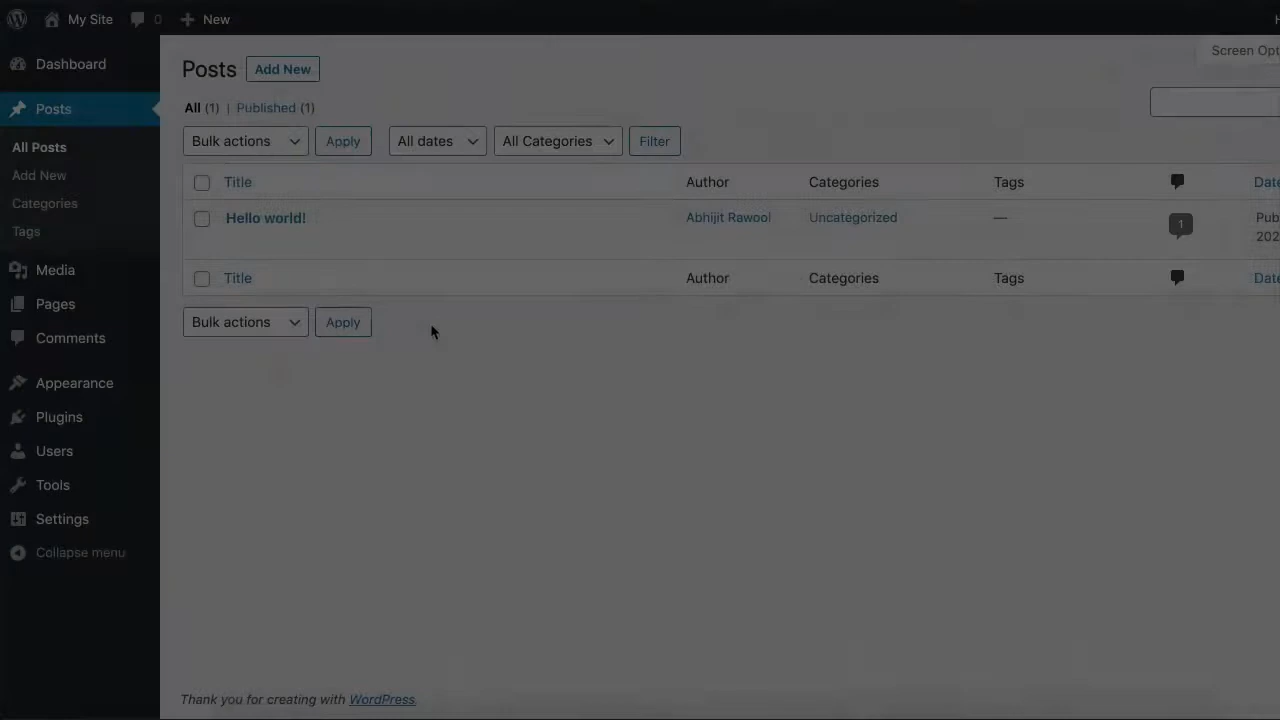 My Site 0 New
Screen Opt
Dashboard
Posts
All Posts
Add New
Categories
Tags
Media
Pages
Comments
Appearance
Plugins
Users
Tools
Settings
Collapse menu
Posts Add New
All (1) | Published (1)
Bulk actions Apply All dates All Categories Filter
Title Author Categories Tags Date
Hello world! Abhijit Rawool Uncategorized — 1 Pub
202
Title Author Categories Tags Date
Bulk actions Apply
Thank you for creating with WordPress.